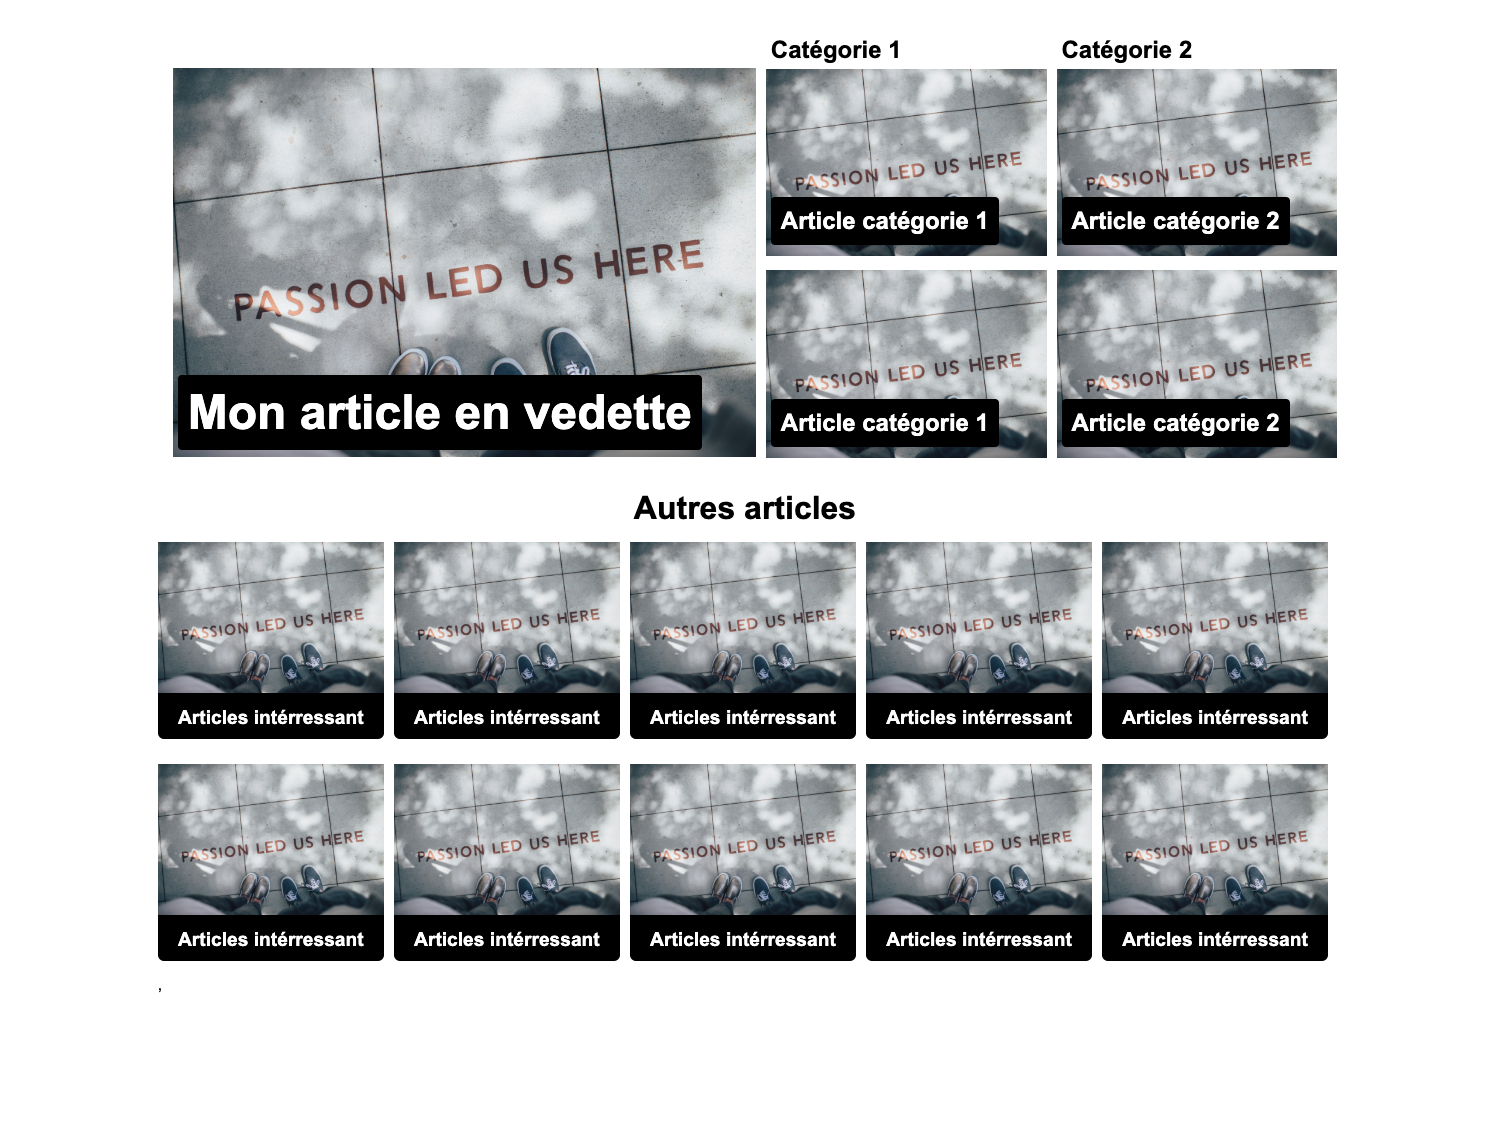 Catégorie 1
Catégorie 2
PASSION LED US HERE
Mon article en vedette
PASSION LED US HERE
Article catégorie 1
PASSION LED US HERE
Article catégorie 2
PASSION LED US HERE
Article catégorie 1
PASSION LED US HERE
Article catégorie 2
Autres articles
PASSION LED US HERE
PASSION LED US HERE
PASSION LED US HERE
PASSION LED US HERE
PASSION LED US HERE
Articles intérressant
Articles intérressant
Articles intérressant
Articles intérressant
Articles intérressant
PASSION LED US HERE
PASSION LED US HERE
PASSION LED US HERE
PASSION LED US HERE
PASSION LED US HERE
Articles intérressant
Articles intérressant
Articles intérressant
Articles intérressant
Articles intérressant
,